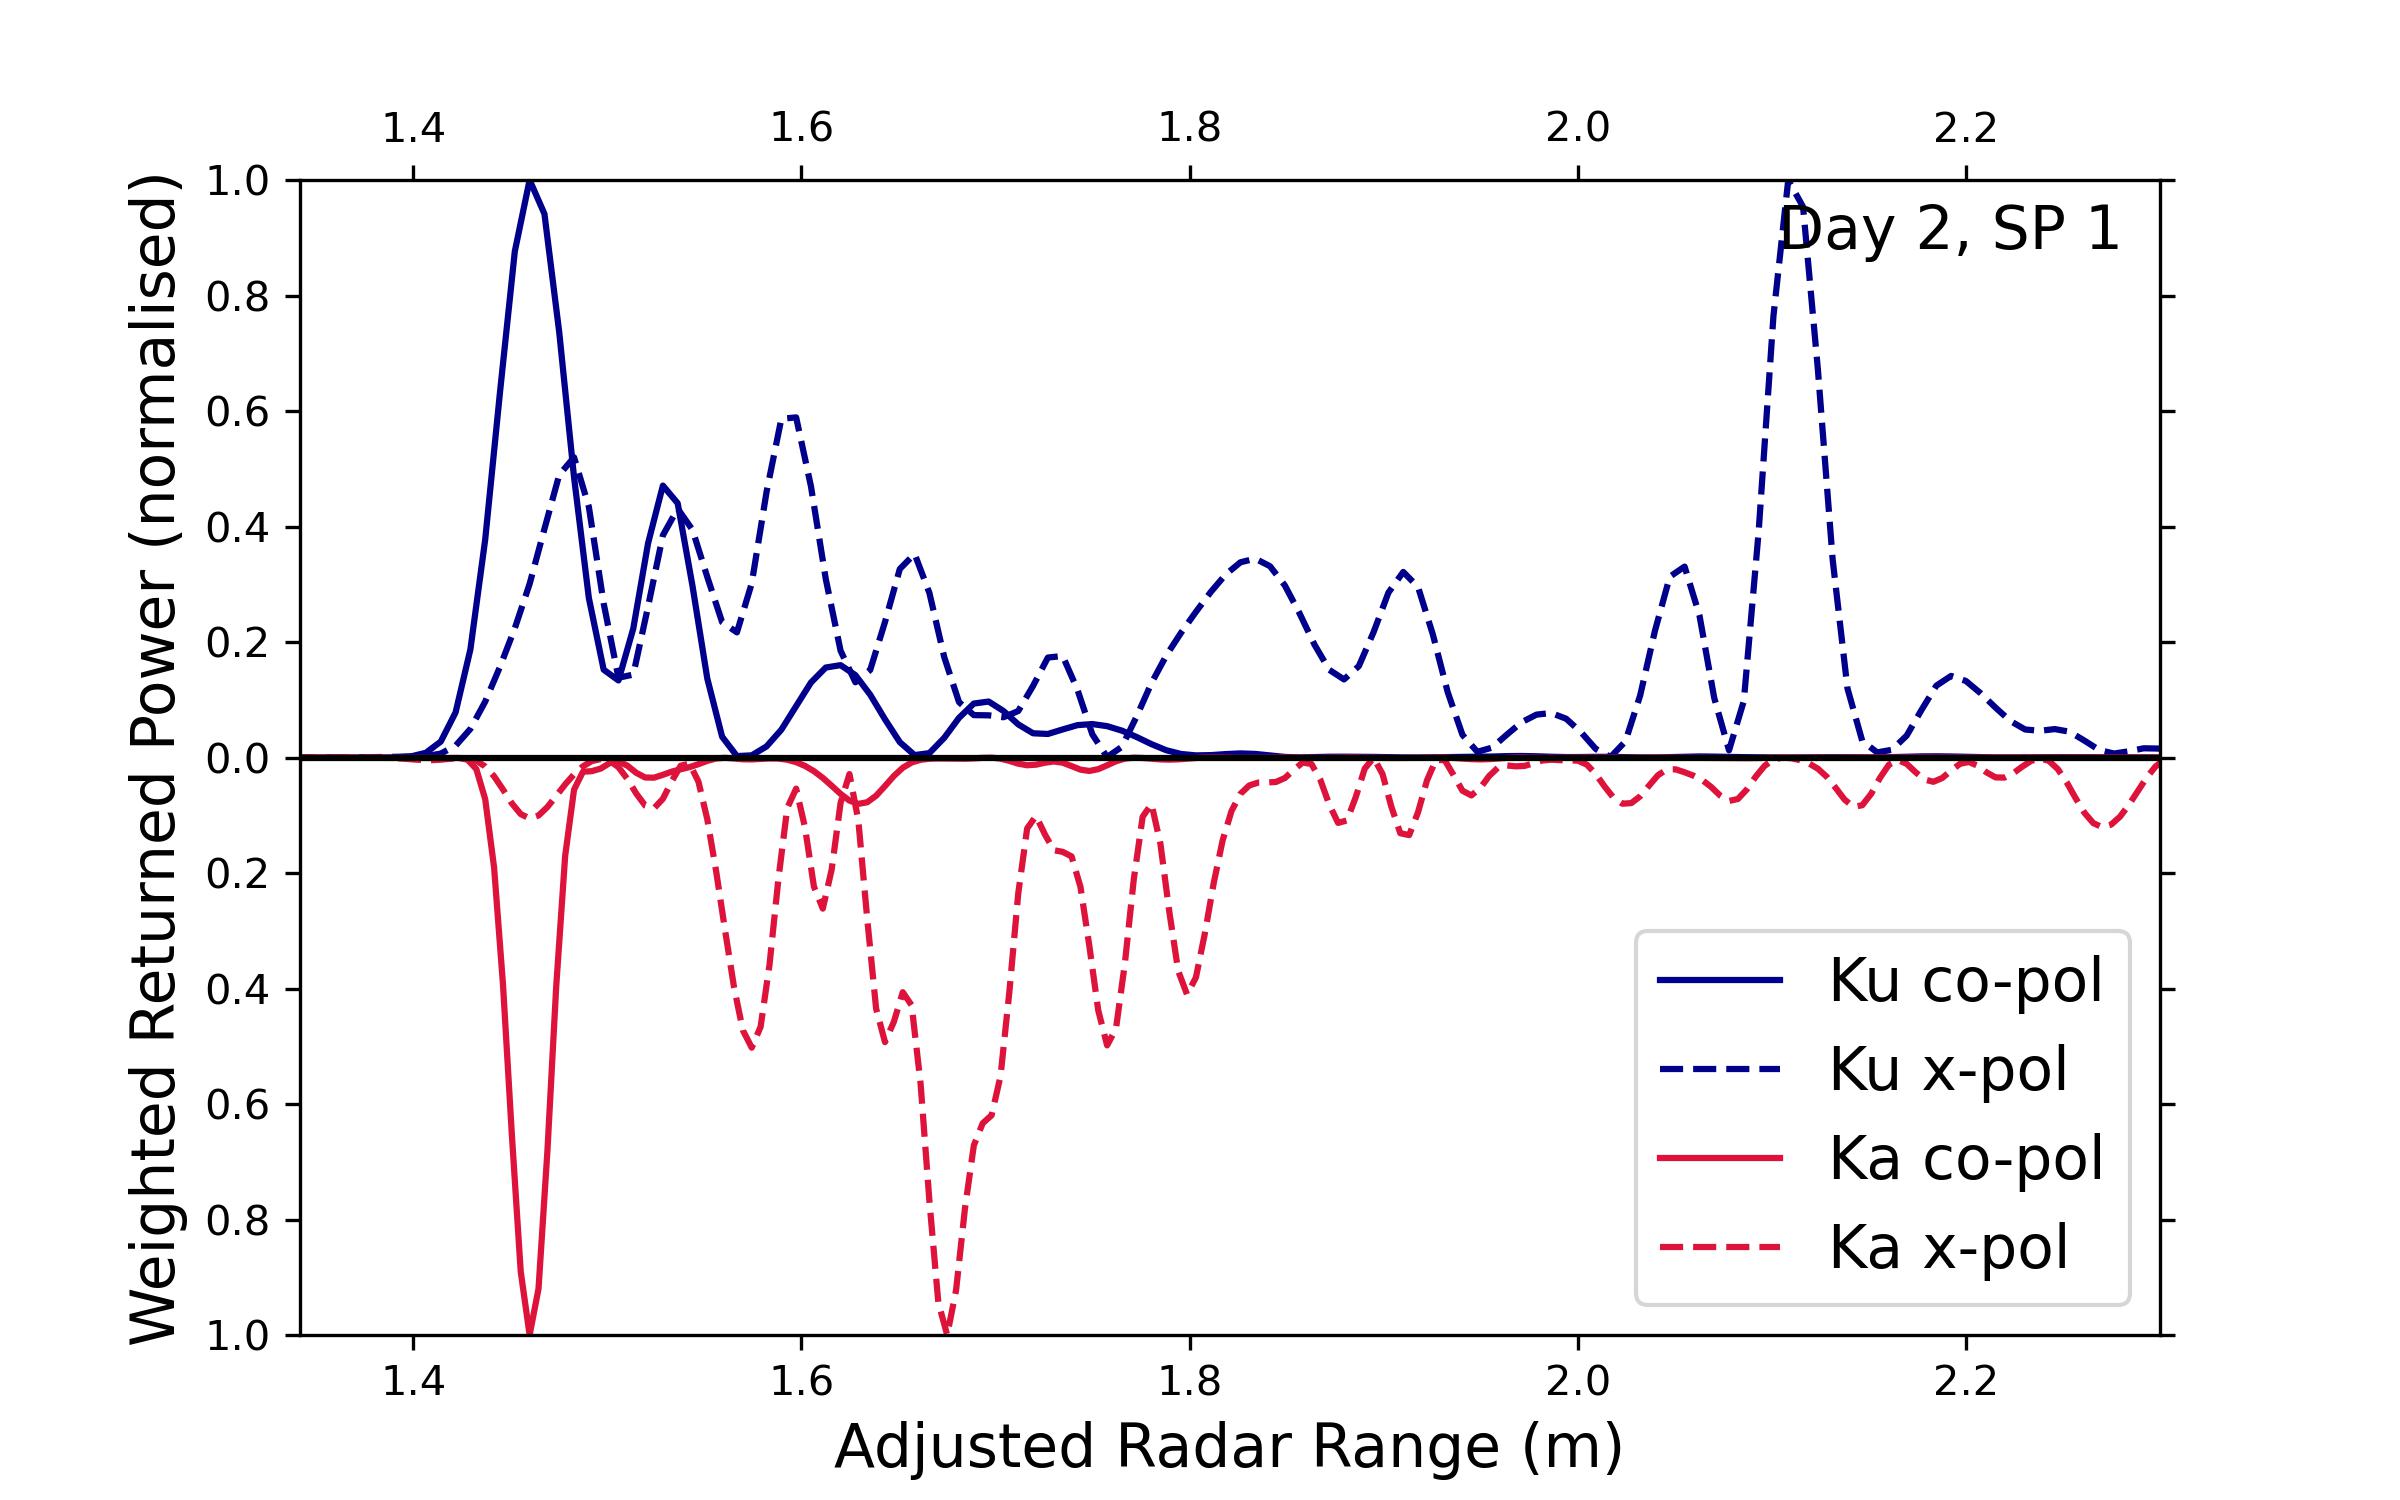 1.4 1.6 1.8 2.0 2.2
Weighted Returned Power (normalised)
1.0
0.8
0.6
0.4
0.2
0.0
0.2
0.4
0.6
0.8
1.0
Day 2, SP 1
Ku co-pol
Ku x-pol
Ka co-pol
Ka x-pol
1.4 1.6 1.8 2.0 2.2
Adjusted Radar Range (m)